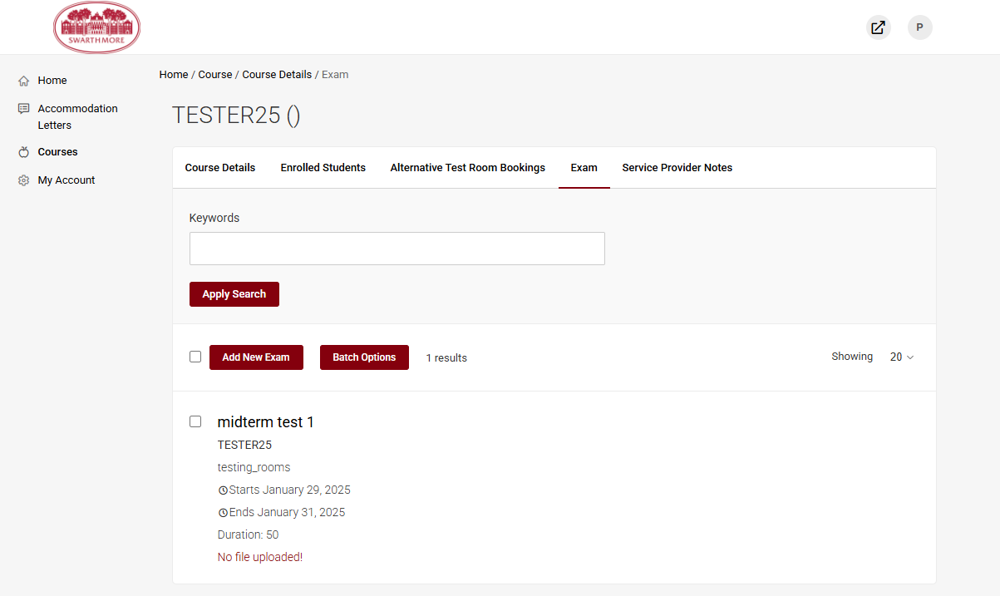 SWARTHMORE
P
Home
Accommodation
Letters
Courses
My Account
Home / Course / Course Details / Exam
TESTER25 ()
Course Details Enrolled Students Alternative Test Room Bookings Exam Service Provider Notes
Keywords
Apply Search
Add New Exam Batch Options 1 results Showing 20
midterm test 1
TESTER25
testing_rooms
Starts January 29, 2025
Ends January 31, 2025
Duration: 50
No file uploaded!